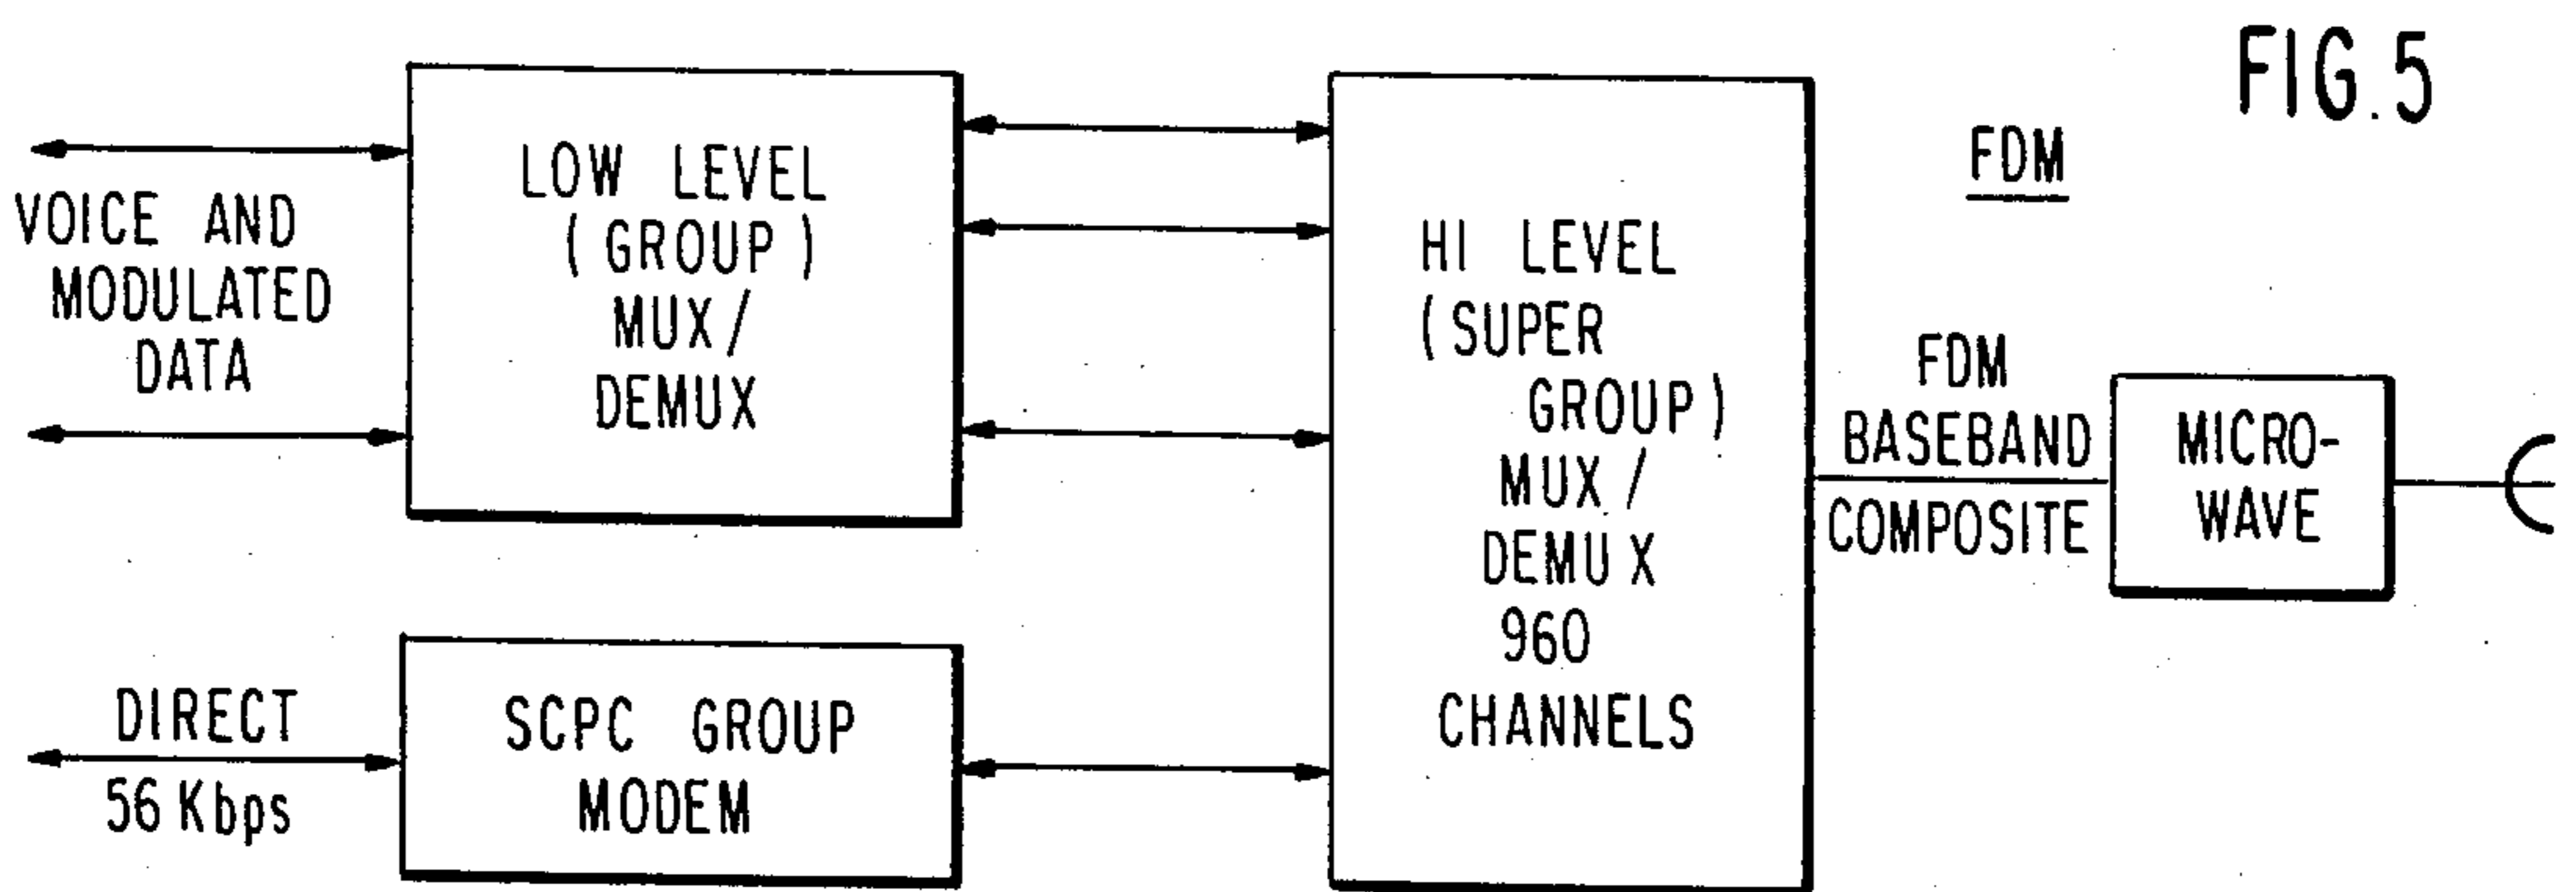 FIG.5
FDM
VOICE AND
MODULATED
DATA
LOW LEVEL
(GROUP)
MUX/
DEMUX
HI LEVEL
(SUPER
GROUP)
MUX/
DEMUX
960
CHANNELS
FDM
BASEBAND
COMPOSITE
MICRO-
WAVE
DIRECT
56 Kbps
SCPC GROUP
MODEM